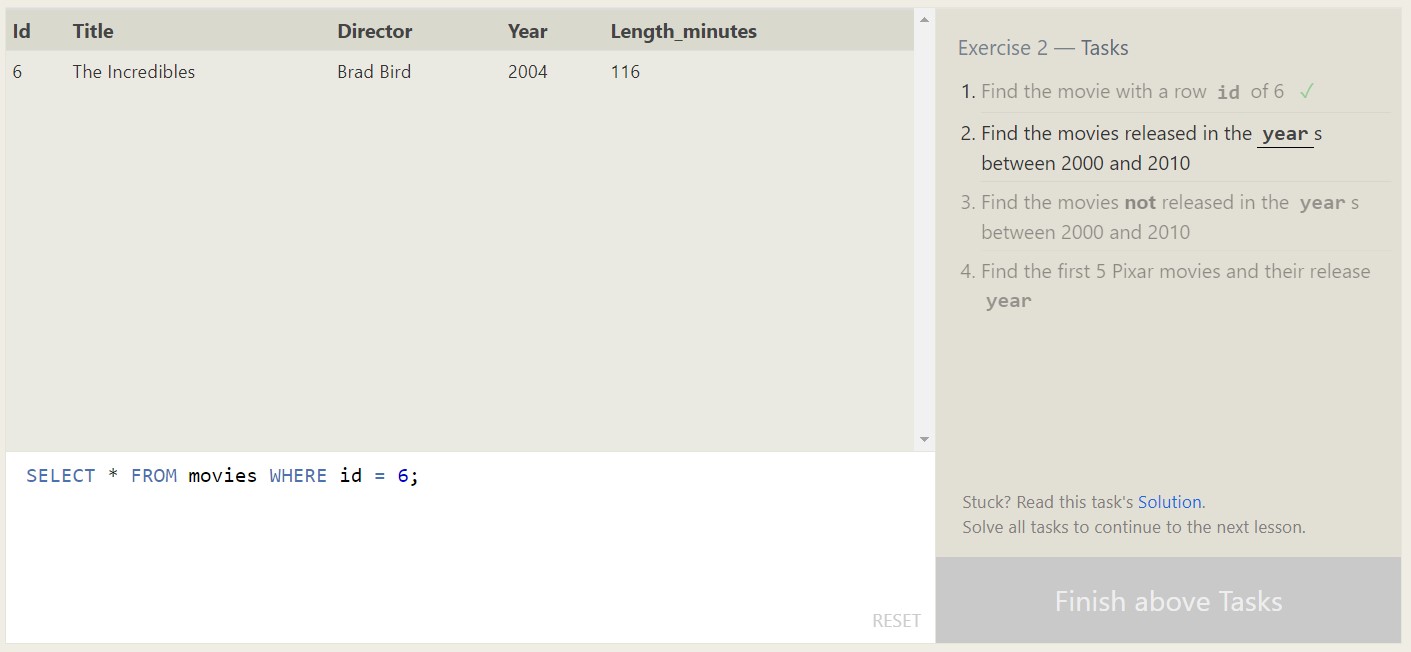 Id Title Director Year Length_minutes
6 The Incredibles Brad Bird 2004 116
SELECT * FROM movies WHERE id = 6;
RESET
Exercise 2 — Tasks
1. Find the movie with a row id of 6 ✓
2. Find the movies released in the year s
between 2000 and 2010
3. Find the movies not released in the year s
between 2000 and 2010
4. Find the first 5 Pixar movies and their release
year
Stuck? Read this task's Solution.
Solve all tasks to continue to the next lesson.
Finish above Tasks